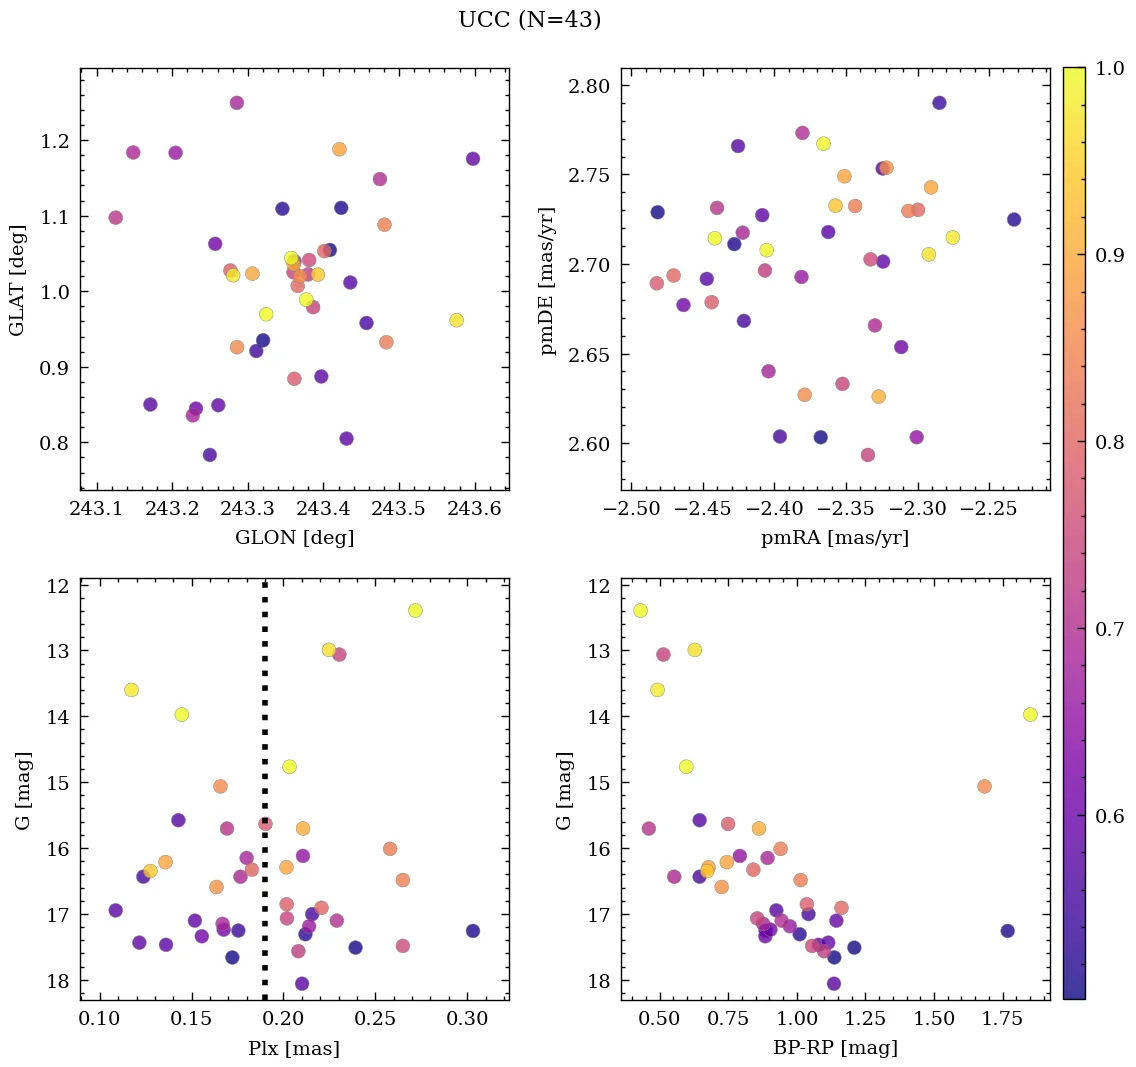 UCC (N=43)
1.2
1.1
1.0
0.9
0.8
GLAT [deg]
243.1 243.2 243.3 243.4 243.5 243.6
GLON [deg]
2.80
2.75
2.70
2.65
2.60
pmDE [mas/yr]
−2.50 −2.45 −2.40 −2.35 −2.30 −2.25
pmRA [mas/yr]
1.0
0.9
0.8
0.7
0.6
12
13
14
15
16
17
18
G [mag]
0.10 0.15 0.20 0.25 0.30
Plx [mas]
12
13
14
15
16
17
18
G [mag]
0.50 0.75 1.00 1.25 1.50 1.75
BP-RP [mag]